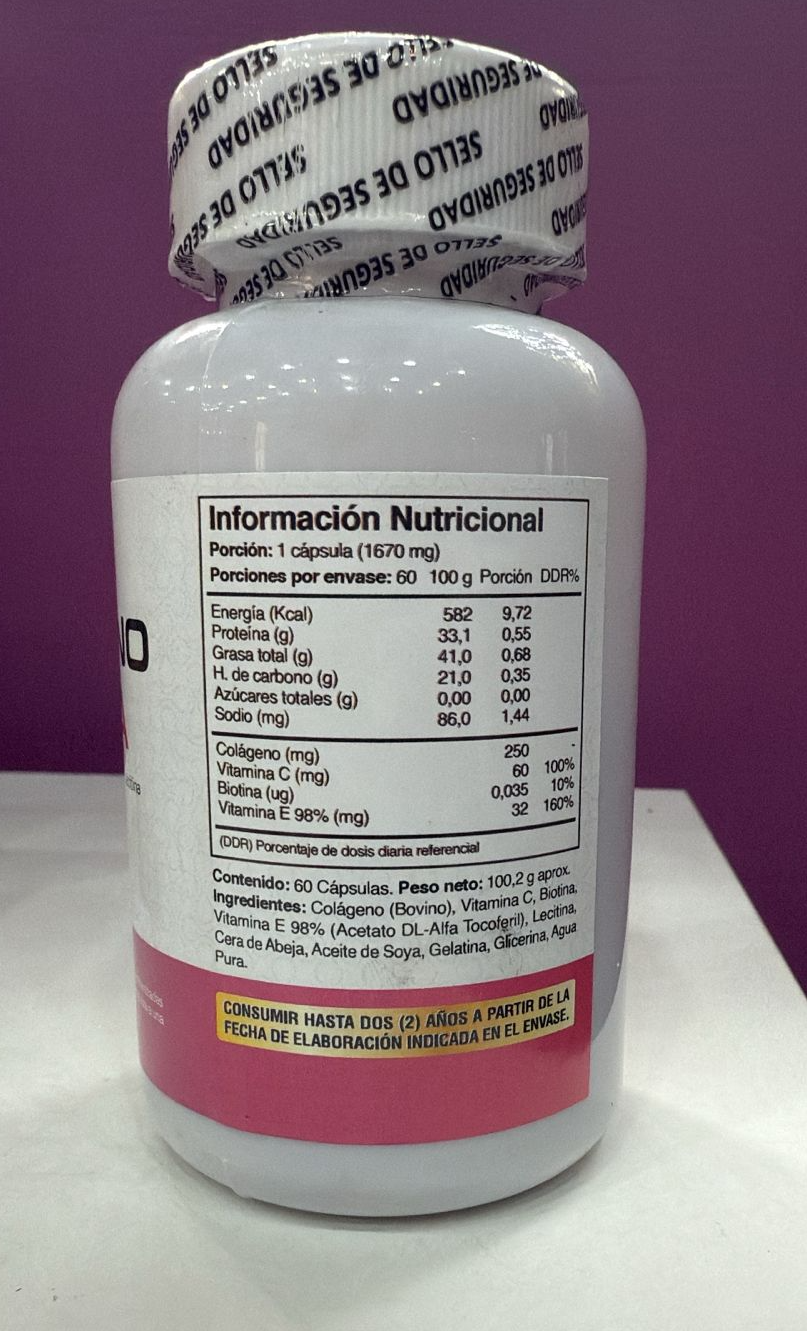 SELLO DE SEGURIDAD
SELLO DE SEGURIDAD
SELLO DE SEGURIDAD
SELLO DE SEGURIDAD
NO
Información Nutricional
Porción: 1 cápsula (1670 mg)
Porciones por envase: 60 100 g Porción DDR%
Energía (Kcal) 582 9,72
Proteína (g) 33,1 0,55
Grasa total (g) 41,0 0,68
H. de carbono (g) 21,0 0,35
Azúcares totales (g) 0,00 0,00
Sodio (mg) 86,0 1,44
Colágeno (mg) 250 -
Vitamina C (mg) 60 100%
Biotina (ug) 0,035 10%
Vitamina E 98% (mg) 32 160%
(DDR) Porcentaje de dosis diaria referencial
Contenido: 60 Cápsulas. Peso neto: 100,2 g aprox.
Ingredientes: Colágeno (Bovino), Vitamina C, Biotina,
Vitamina E 98% (Acetato DL-Alfa Tocoferil), Lecitina,
Cera de Abeja, Aceite de Soya, Gelatina, Glicerina, Agua
Pura.
CONSUMIR HASTA DOS (2) AÑOS A PARTIR DE LA
FECHA DE ELABORACIÓN INDICADA EN EL ENVASE.